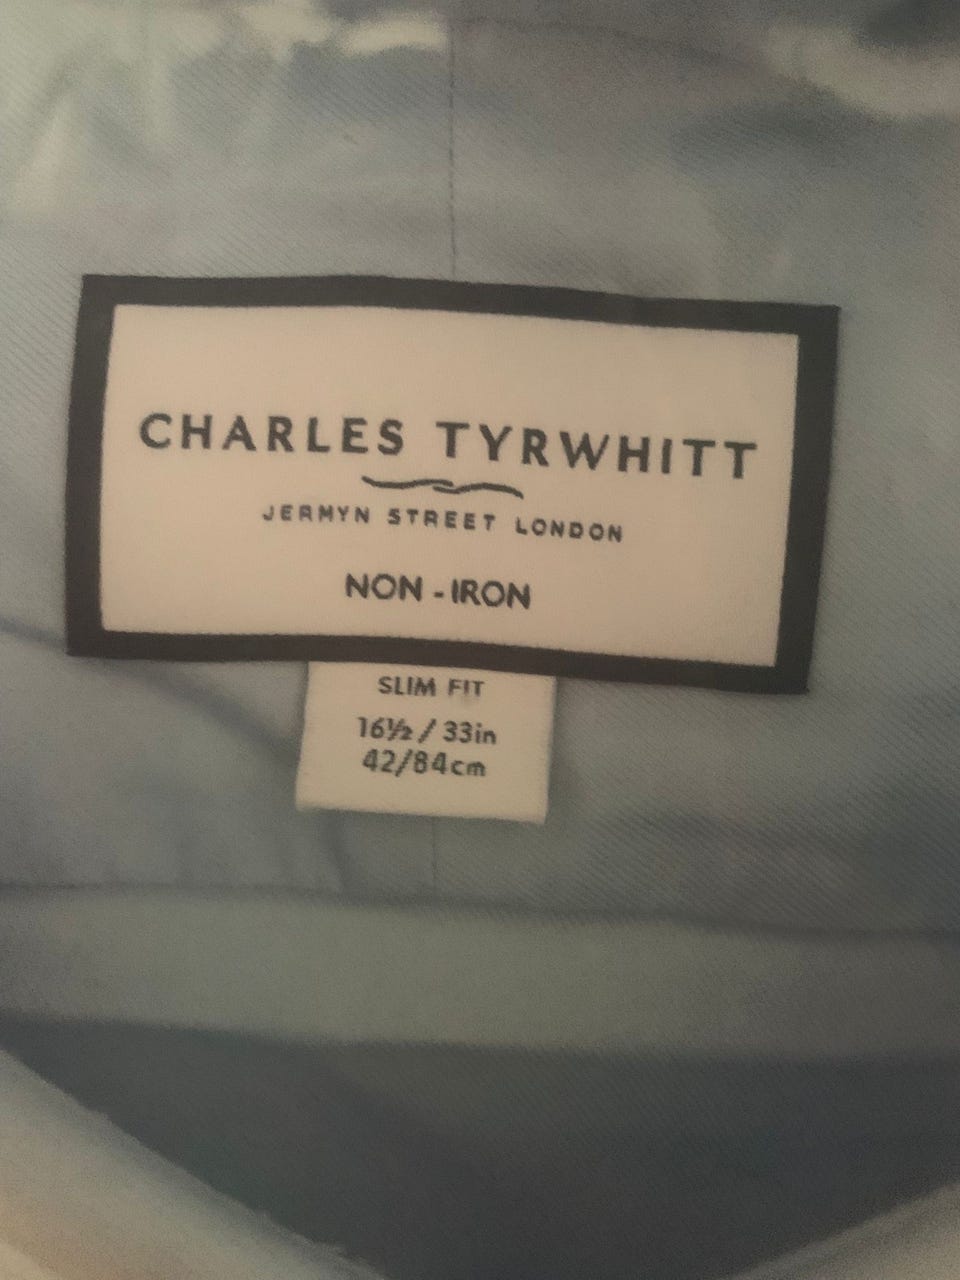 CHARLES TYRWHITT
JERMYN STREET LONDON
NON-IRON
SLIM FIT
16½ / 33in
42/84cm